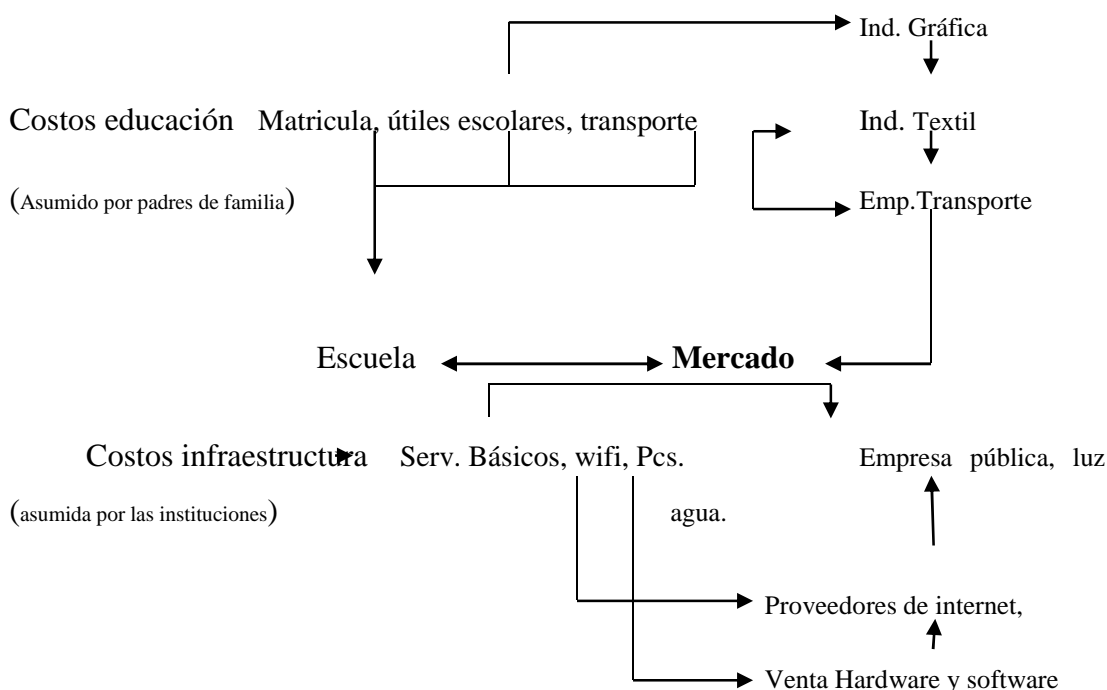 Ind. Gráfica
Costos educación Matricula, útiles escolares, transporte Ind. Textil
(Asumido por padres de familia) Emp.Transporte
Escuela Mercado
Costos infraestructura Serv. Básicos, wifi, Pcs. Empresa pública, luz
(asumida por las instituciones) agua.
Proveedores de internet,
Venta Hardware y software